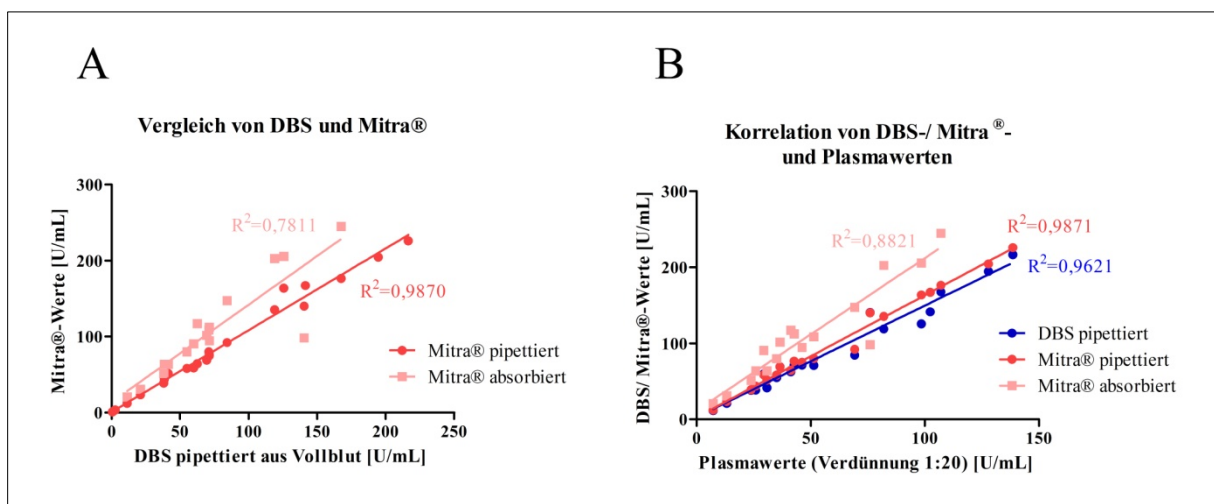 A
Vergleich von DBS und Mitra®
Mitra®-Werte [U/mL]
300
200
100
0
0
50
100
150
200
250
R²=0,7811
R²=0,9870
Mitra® pipettiert
Mitra® absorbiert
DBS pipettiert aus Vollblut [U/mL]
B
Korrelation von DBS-/ Mitra®-
und Plasmawerten
DBS/ Mitra®-Werte [U/mL]
300
200
100
0
0
50
100
150
R²=0,8821
R²=0,9871
R²=0,9621
DBS pipettiert
Mitra® pipettiert
Mitra® absorbiert
Plasmawerte (Verdünnung 1:20) [U/mL]